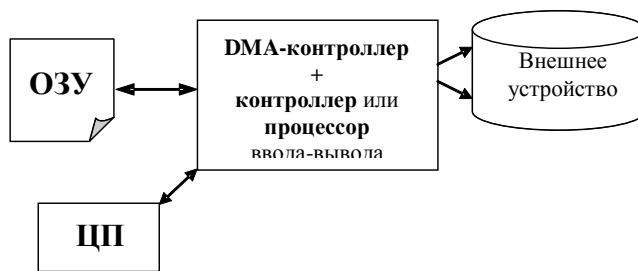 ОЗУ
DMA-контроллер
+
контроллер или
процессор
ввода-вывода
Внешнее
устройство
ЦП